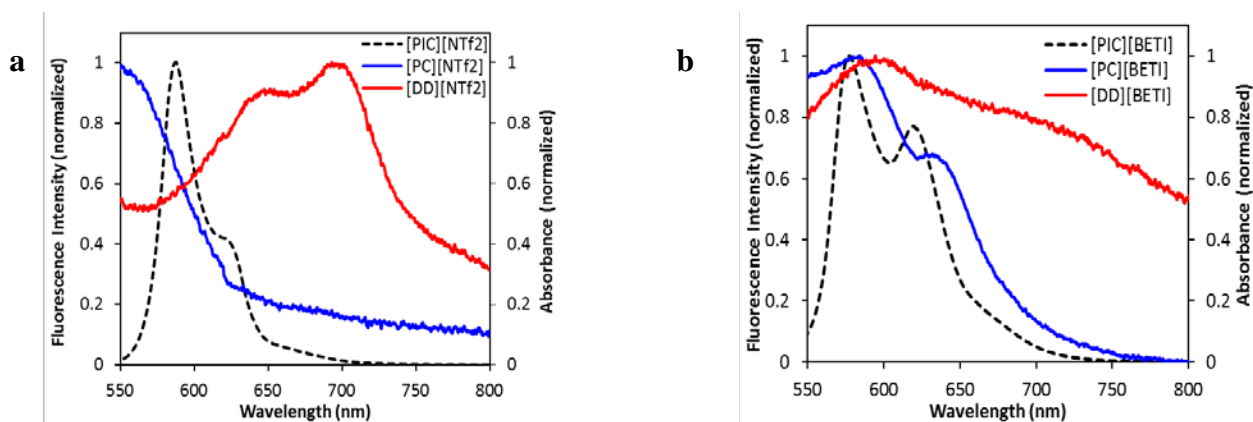 a
Fluorescence Intensity (normalized)
1
0.8
0.6
0.4
0.2
0
[PIC][NTf2]
[PC][NTf2]
[DD][NTf2]
1
0.8
0.6
0.4
0.2
0
Absorbance (normalized)
550 600 650 700 750 800
Wavelength (nm)
b
Fluorescence Intensity (normalized)
1
0.8
0.6
0.4
0.2
0
[PIC][BETI]
[PC][BETI]
[DD][BETI]
1
0.8
0.6
0.4
0.2
0
Absorbance (normalized)
550 600 650 700 750 800
Wavelength (nm)